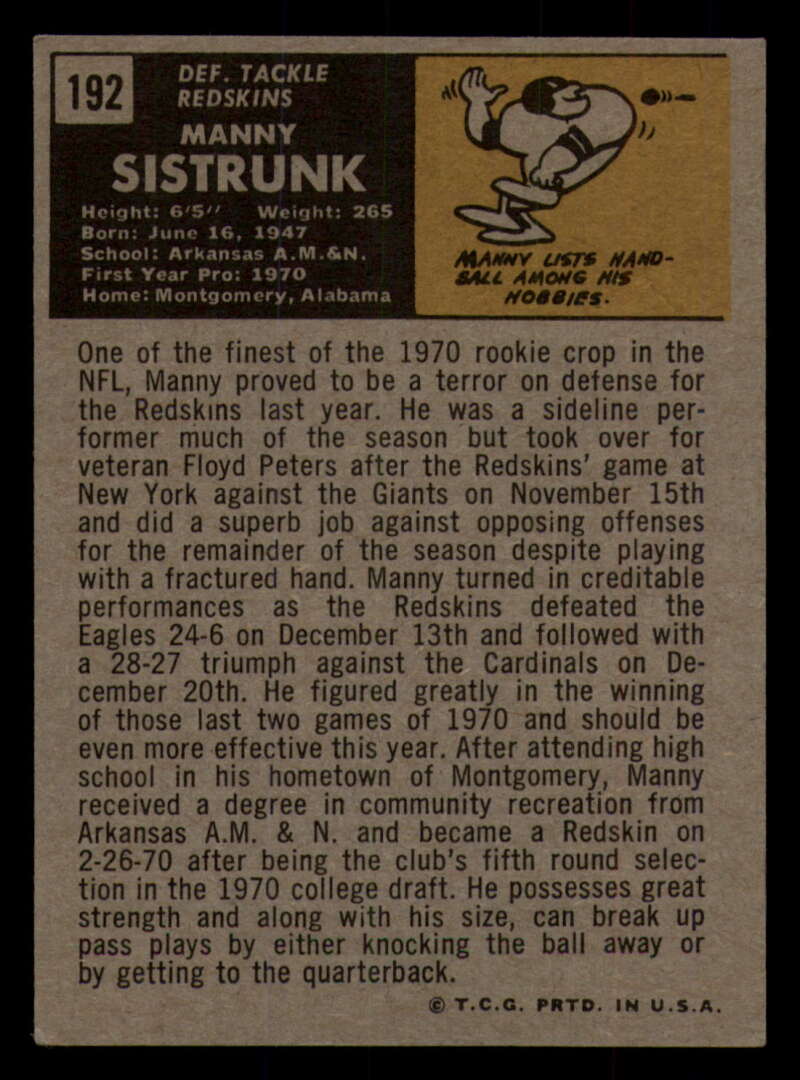 192
DEF. TACKLE
REDSKINS
MANNY
SISTRUNK
Height: 6'5" Weight: 265
Born: June 16, 1947
School: Arkansas A.M.&N.
First Year Pro: 1970
Home: Montgomery, Alabama
MANNY LISTS HAND-
BALL AMONG HIS
HOBBIES.
One of the finest of the 1970 rookie crop in the
NFL, Manny proved to be a terror on defense for
the Redskins last year. He was a sideline per-
former much of the season but took over for
veteran Floyd Peters after the Redskins' game at
New York against the Giants on November 15th
and did a superb job against opposing offenses
for the remainder of the season despite playing
with a fractured hand. Manny turned in creditable
performances as the Redskins defeated the
Eagles 24-6 on December 13th and followed with
a 28-27 triumph against the Cardinals on De-
cember 20th. He figured greatly in the winning
of those last two games of 1970 and should be
even more effective this year. After attending high
school in his hometown of Montgomery, Manny
received a degree in community recreation from
Arkansas A.M. & N. and became a Redskin on
2-26-70 after being the club's fifth round selec-
tion in the 1970 college draft. He possesses great
strength and along with his size, can break up
pass plays by either knocking the ball away or
by getting to the quarterback.
© T.C.G. PRTD. IN U.S.A.